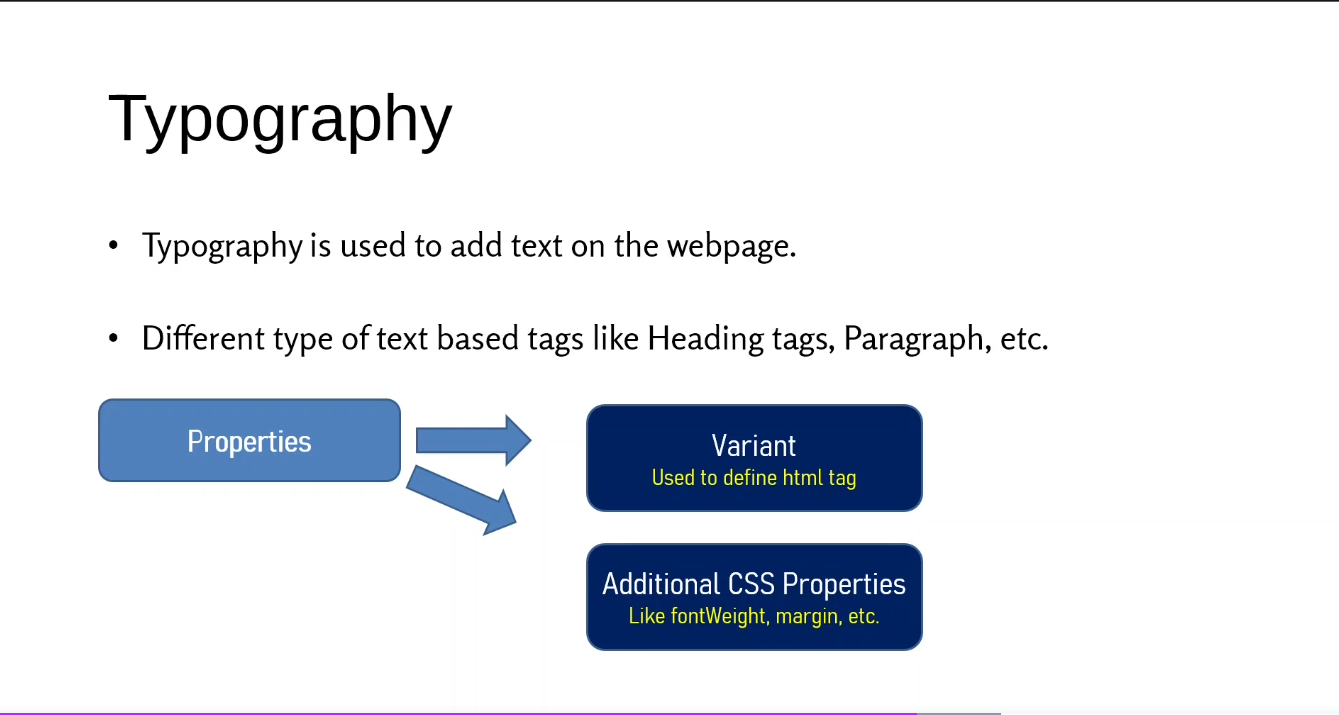 Typography
• Typography is used to add text on the webpage.
• Different type of text based tags like Heading tags, Paragraph, etc.
Properties
Variant
Used to define html tag
Additional CSS Properties
Like fontWeight, margin, etc.